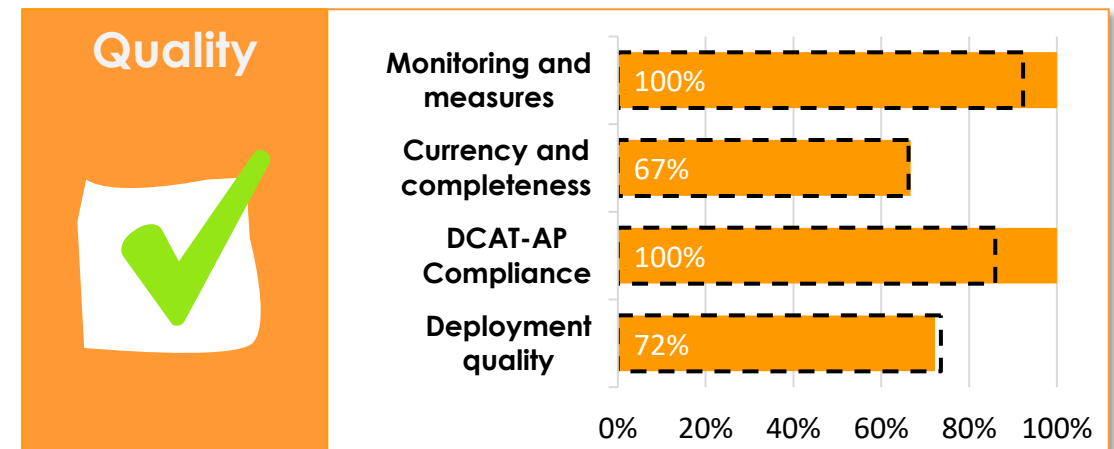 Quality
Monitoring and
measures
100%
Currency and
completeness
67%
DCAT-AP
Compliance
100%
Deployment
quality
72%
0% 20% 40% 60% 80% 100%